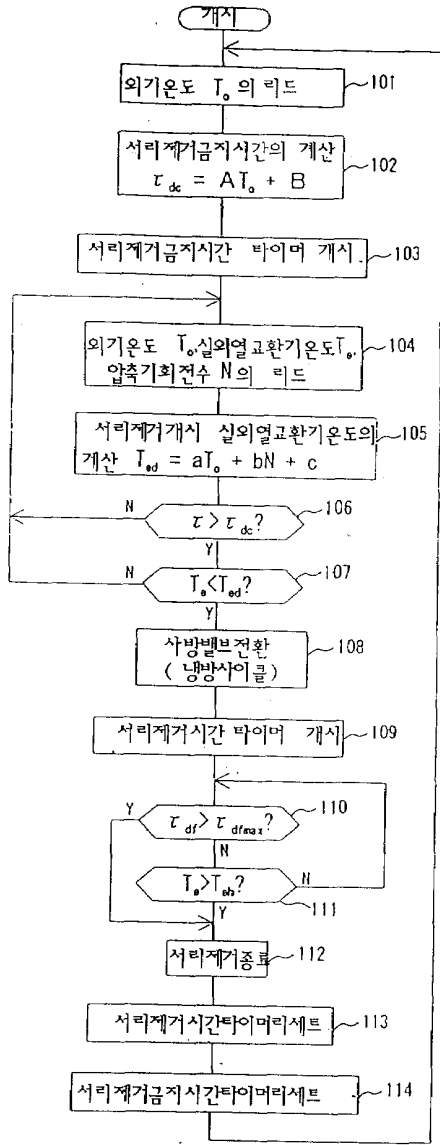 개시
외기온도 To의 리드
101
서리제거금지시간의 계산
τdc = ATo + B
102
서리제거금지시간 타이머 개시
103
외기온도 To, 실외열교환기온도Te,
압축기회전수 N의 리드
104
서리제거개시 실외열교환기온도의
계산 Ted = aTo + bN + c
105
N
τ > τdc?
106
Y
N
Te<Ted?
107
Y
사방밸브전환
( 냉방사이클)
108
서리제거시간 타이머 개시
109
Y
τdf > τdfmax?
110
N
Te>Teh?
N
111
Y
서리제거종료
112
서리제거시간타이머리세트
113
서리제거금지시간타이머리세트
114